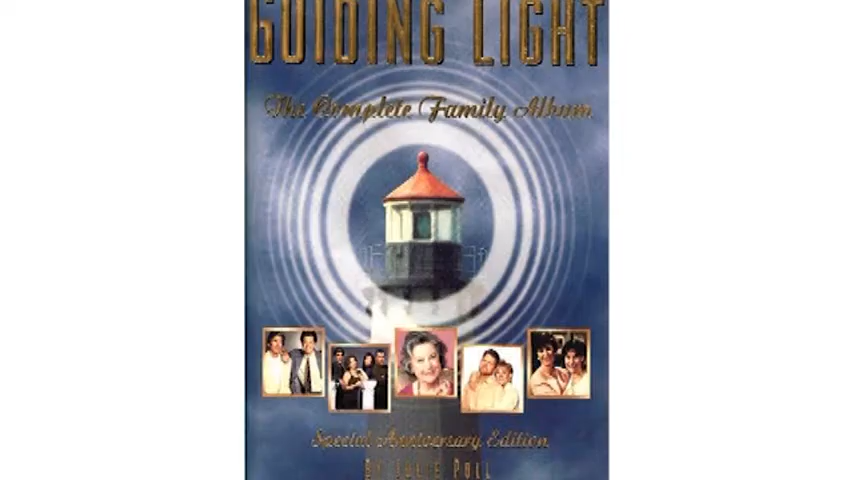 GUIDING LIGHT
The Complete Family Album
Special Anniversary Edition
BY JULIE POLL